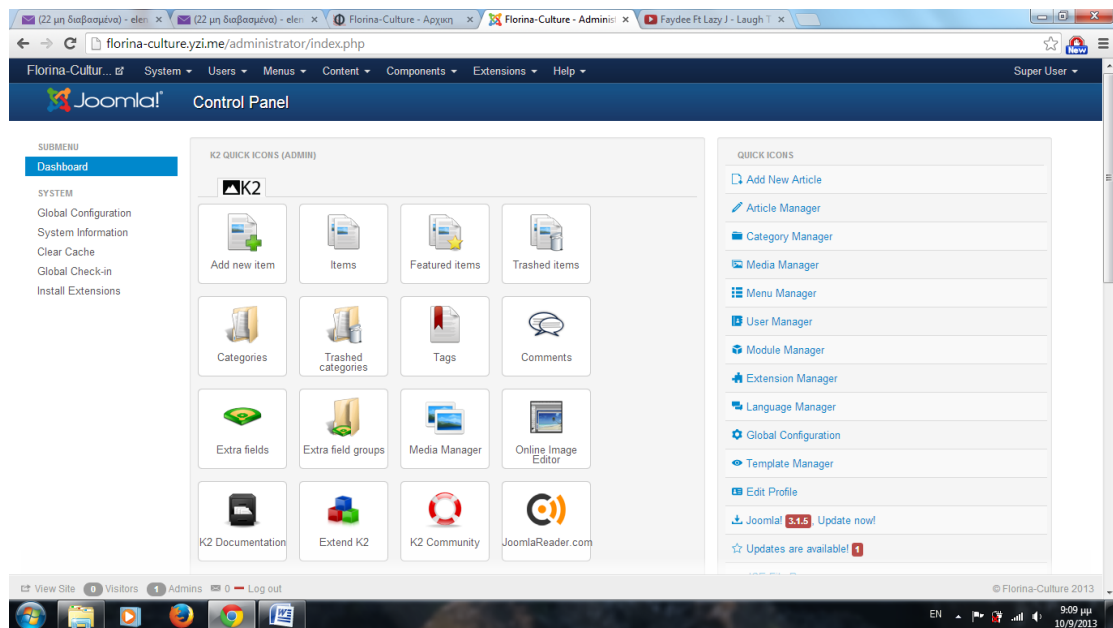 (22 μη διαβασμένα) - elen
(22 μη διαβασμένα) - elen
Florina-Culture - Αρχικη
Florina-Culture - Administ
Faydee Ft Lazy J - Laugh T
florina-culture.yzi.me/administrator/index.php
New
Florina-Cultur...
System
Users
Menus
Content
Components
Extensions
Help
Super User
Joomla!
Control Panel
SUBMENU
Dashboard
SYSTEM
Global Configuration
System Information
Clear Cache
Global Check-in
Install Extensions
K2 QUICK ICONS (ADMIN)
K2
Add new item
Items
Featured items
Trashed items
Categories
Trashed
categories
Tags
Comments
Extra fields
Extra field groups
Media Manager
Online Image
Editor
K2 Documentation
Extend K2
K2 Community
JoomlaReader.com
QUICK ICONS
Add New Article
Article Manager
Category Manager
Media Manager
Menu Manager
User Manager
Module Manager
Extension Manager
Language Manager
Global Configuration
Template Manager
Edit Profile
Joomla! 3.1.5, Update now!
Updates are available! 1
View Site
0 Visitors
1 Admins
0
Log out
© Florina-Culture 2013
EN
9:09 μμ
10/9/2013